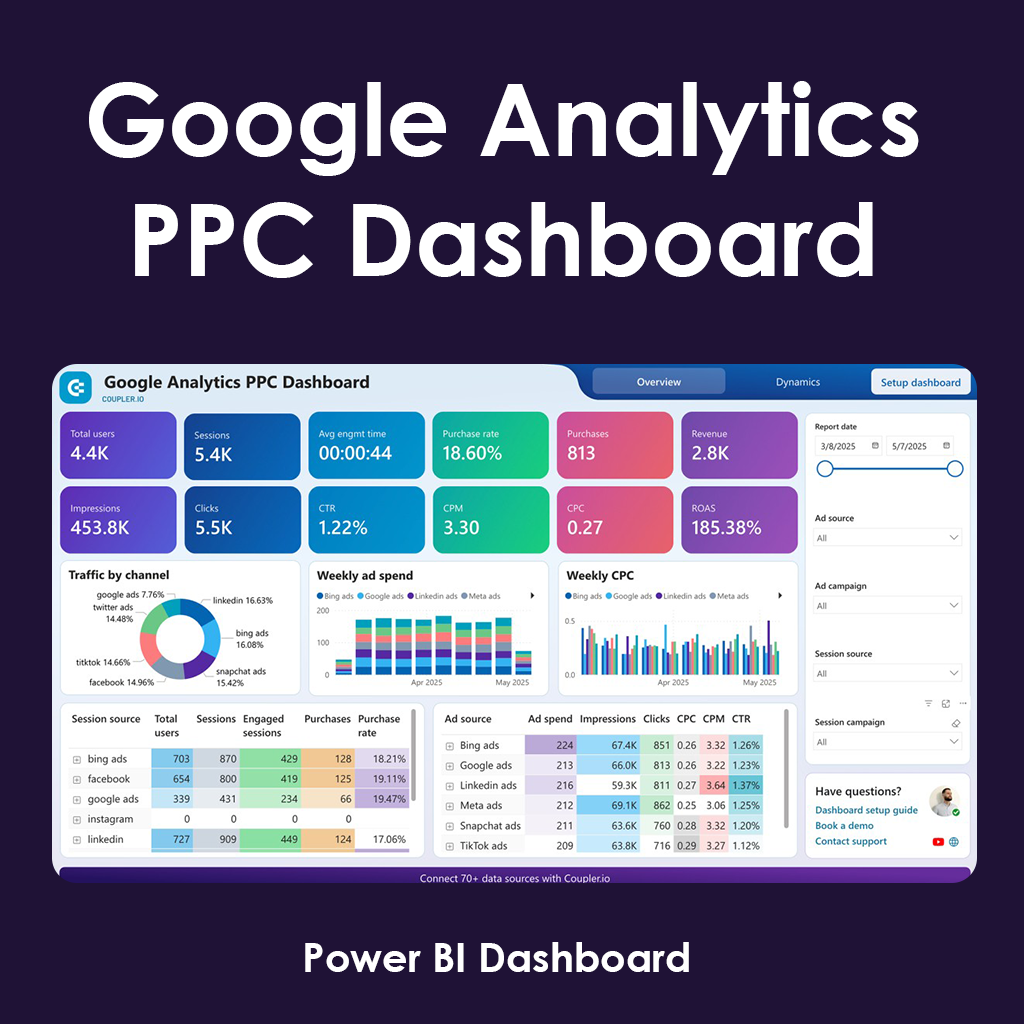 Google Analytics
PPC Dashboard
Google Analytics PPC Dashboard
COUPLER.IO
Overview
Dynamics
Setup dashboard
Total users
4.4K
Sessions
5.4K
Avg engmt time
00:00:44
Purchase rate
18.60%
Purchases
813
Revenue
2.8K
Impressions
453.8K
Clicks
5.5K
CTR
1.22%
CPM
3.30
CPC
0.27
ROAS
185.38%
Report date
3/8/2025 5/7/2025
Ad source
All
Ad campaign
All
Session source
All
Session campaign
All
Traffic by channel
google ads 7.76%
twitter ads
14.48%
titktok 14.66%
facebook 14.96%
linkedin 16.63%
bing ads
16.08%
snapchat ads
15.42%
Weekly ad spend
Bing ads Google ads Linkedin ads Meta ads
200
100
0
Apr 2025 May 2025
Weekly CPC
Bing ads Google ads Linkedin ads Meta ads
0.5
0.0
Apr 2025 May 2025
Session source Total users Sessions Engaged sessions Purchases Purchase rate
bing ads 703 870 429 128 18.21%
facebook 654 800 419 125 19.11%
google ads 339 431 234 66 19.47%
instagram 0 0 0 0
linkedin 727 909 449 124 17.06%
Ad source Ad spend Impressions Clicks CPC CPM CTR
Bing ads 224 67.4K 851 0.26 3.32 1.26%
Google ads 213 66.0K 813 0.26 3.22 1.23%
Linkedin ads 216 59.3K 811 0.27 3.64 1.37%
Meta ads 212 69.1K 862 0.25 3.06 1.25%
Snapchat ads 211 63.6K 760 0.28 3.32 1.20%
TikTok ads 209 63.8K 716 0.29 3.27 1.12%
Have questions?
Dashboard setup guide
Book a demo
Contact support
Connect 70+ data sources with Coupler.io
Power BI Dashboard